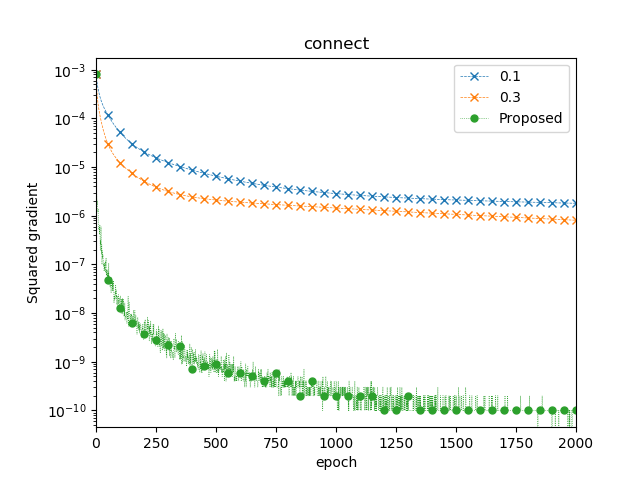 connect
0.1
0.3
Proposed
Squared gradient
10⁻³
10⁻⁴
10⁻⁵
10⁻⁶
10⁻⁷
10⁻⁸
10⁻⁹
10⁻¹⁰
0 250 500 750 1000 1250 1500 1750 2000
epoch